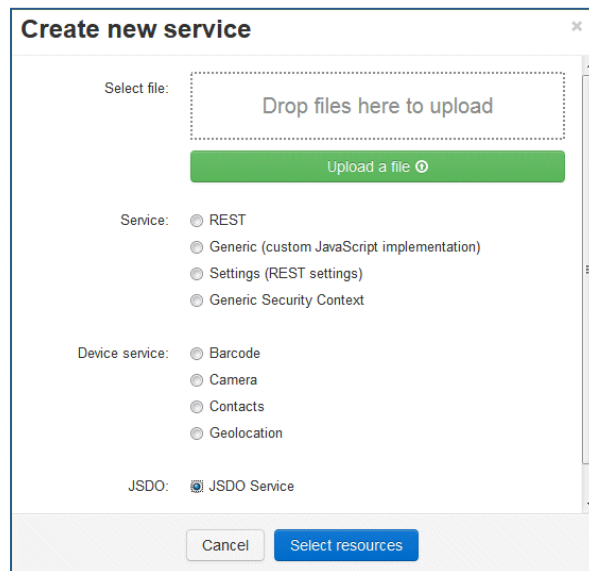 Create new service
×
Select file:
Drop files here to upload
Upload a file
Service:
REST
Generic (custom JavaScript implementation)
Settings (REST settings)
Generic Security Context
Device service:
Barcode
Camera
Contacts
Geolocation
JSDO:
JSDO Service
Cancel
Select resources